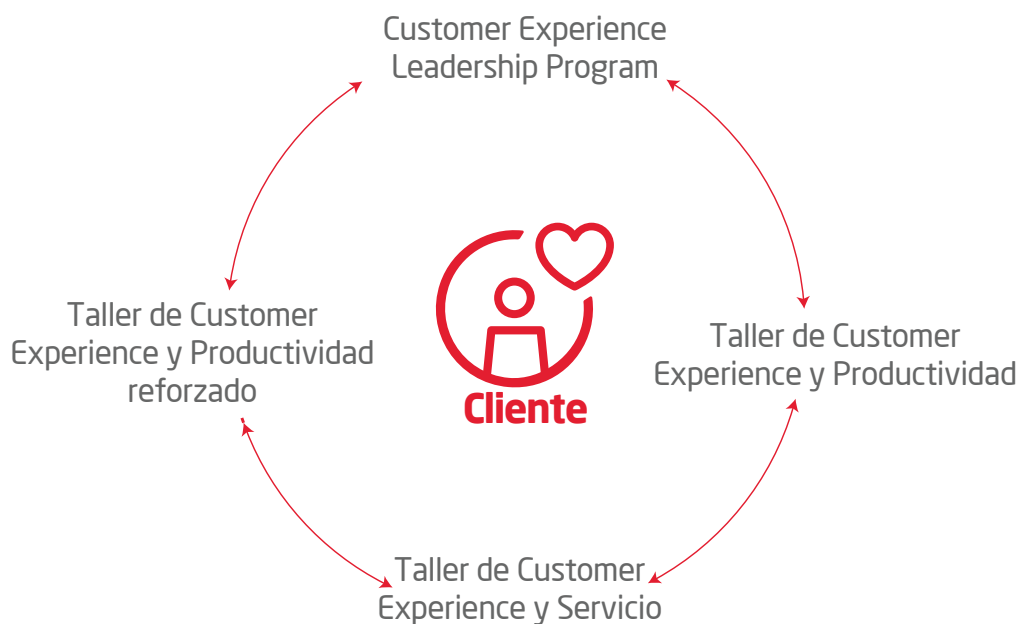 Customer Experience
Leadership Program
Taller de Customer
Experience y Productividad
reforzado
Taller de Customer
Experience y Productividad
Cliente
Taller de Customer
Experience y Servicio